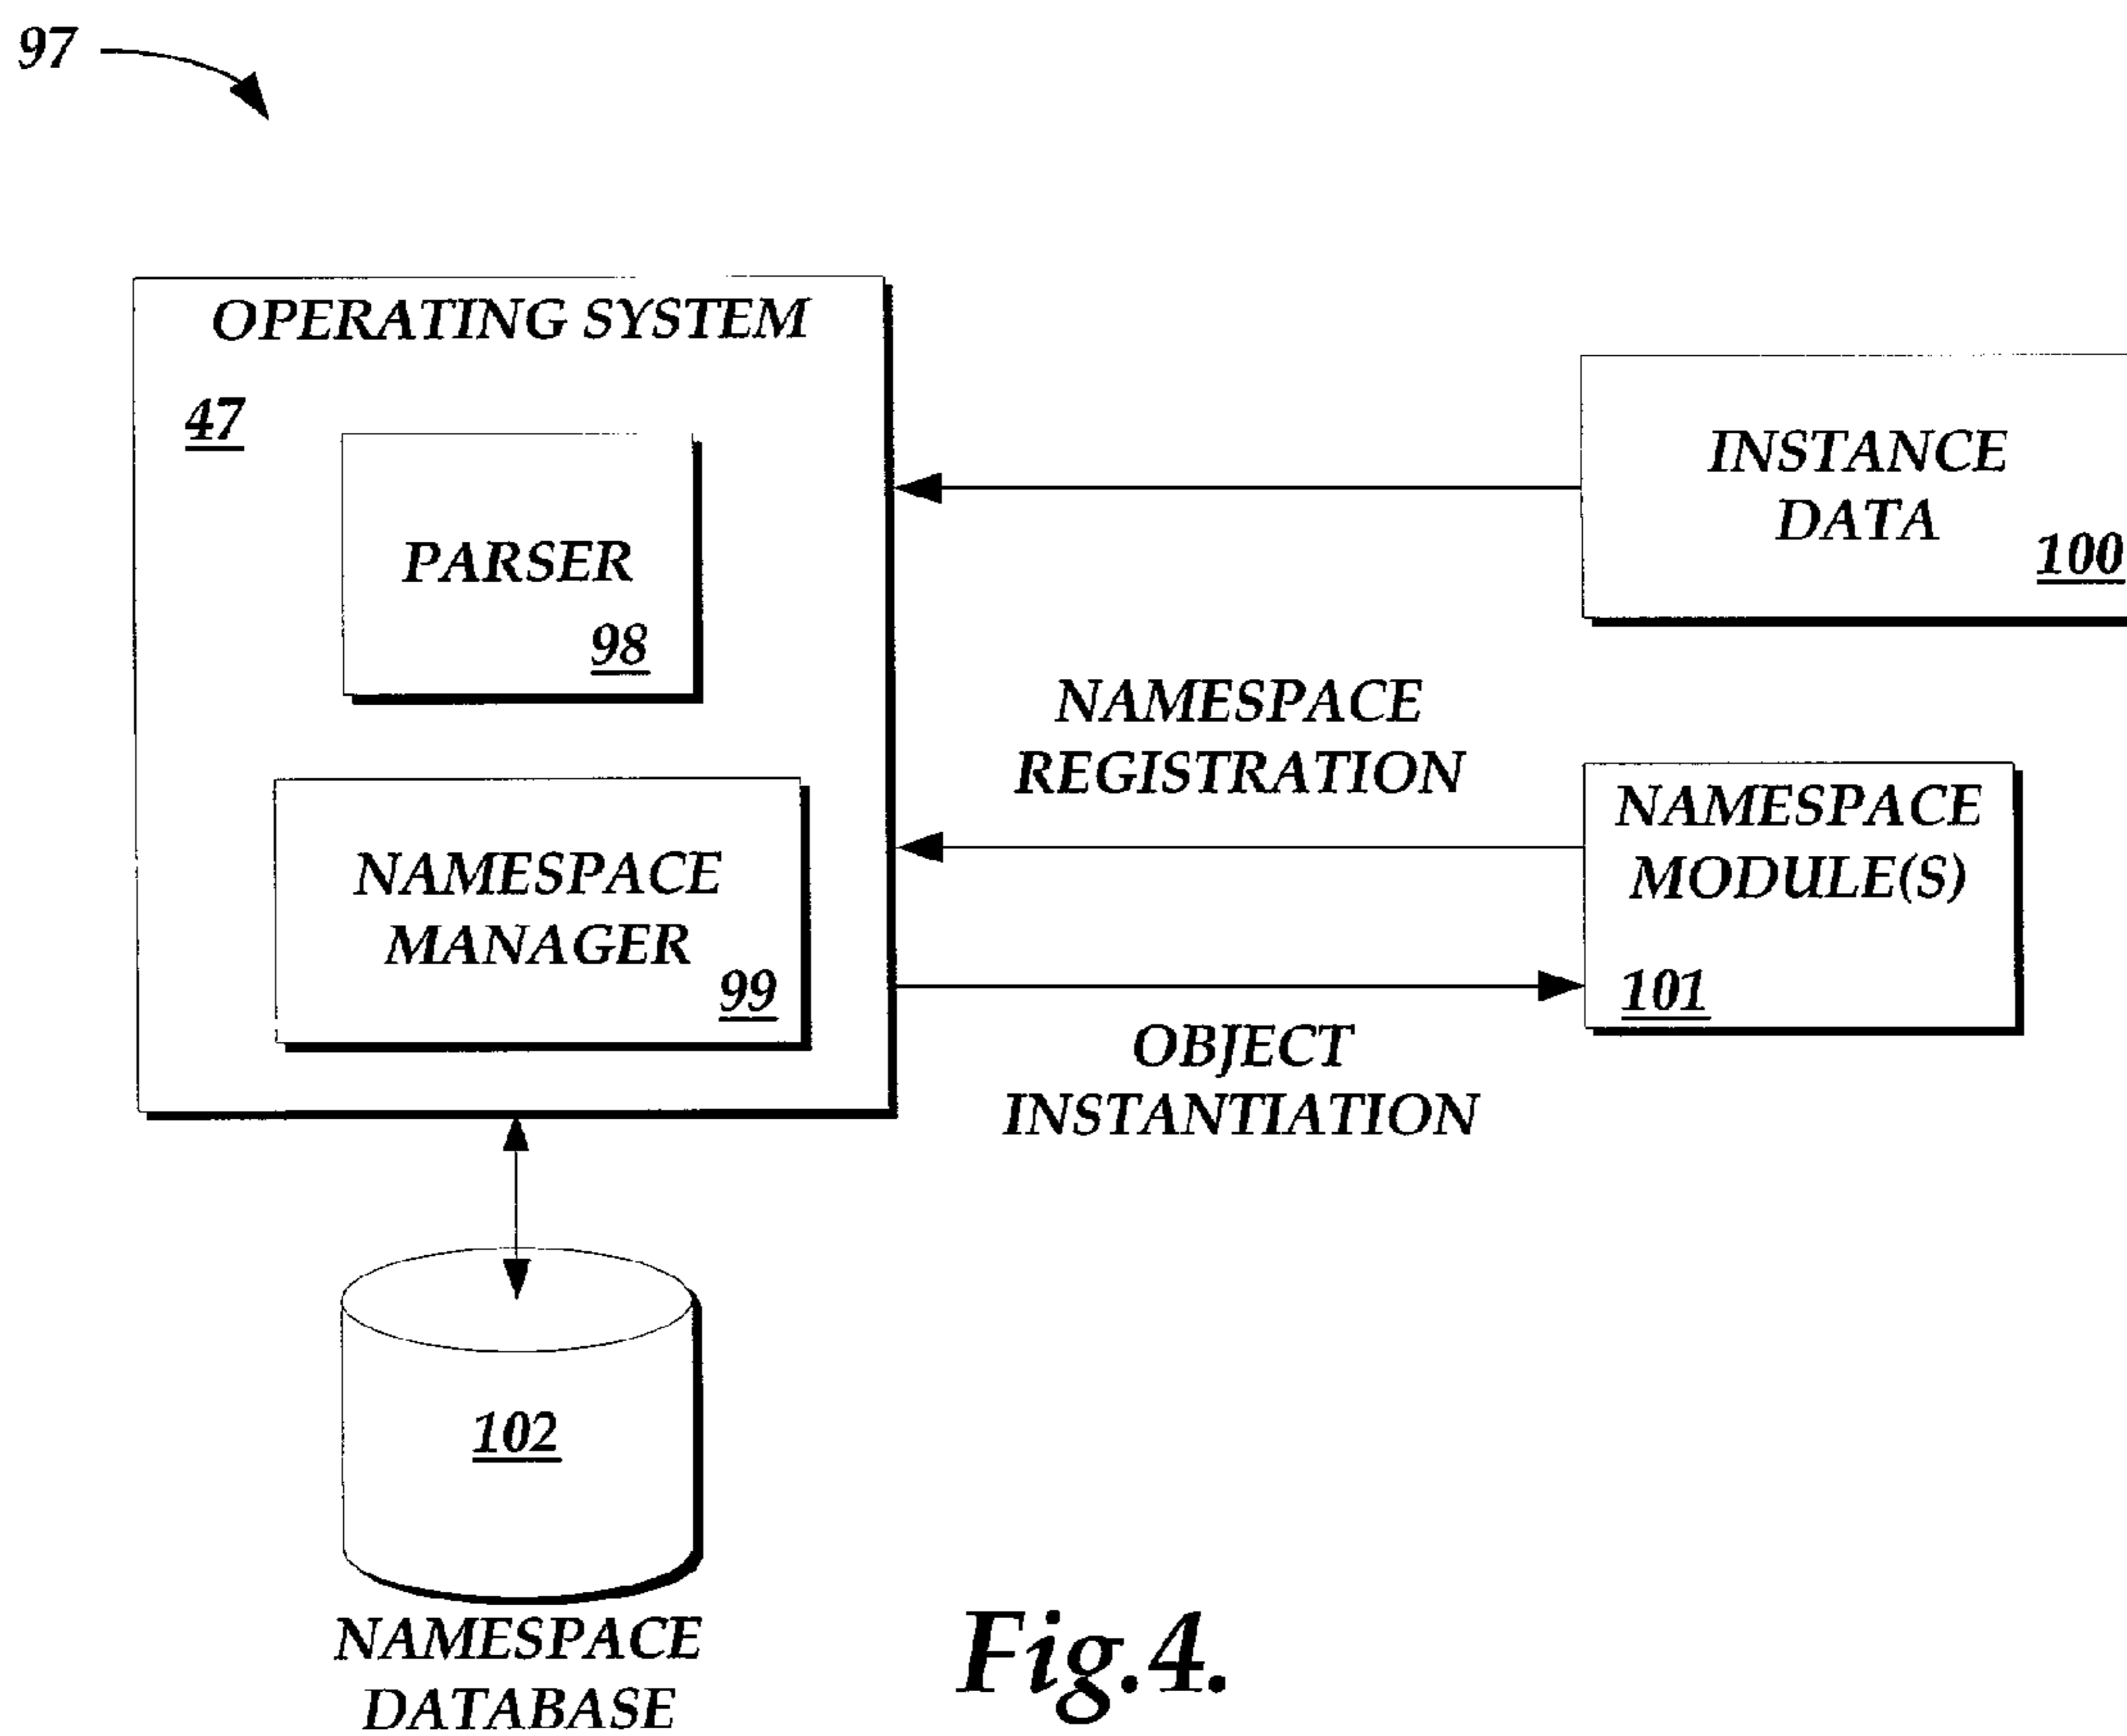 97
OPERATING SYSTEM
47
PARSER
98
NAMESPACE
MANAGER
99
INSTANCE
DATA
100
NAMESPACE
REGISTRATION
NAMESPACE
MODULE(S)
101
OBJECT
INSTANTIATION
102
NAMESPACE
DATABASE
Fig.4.